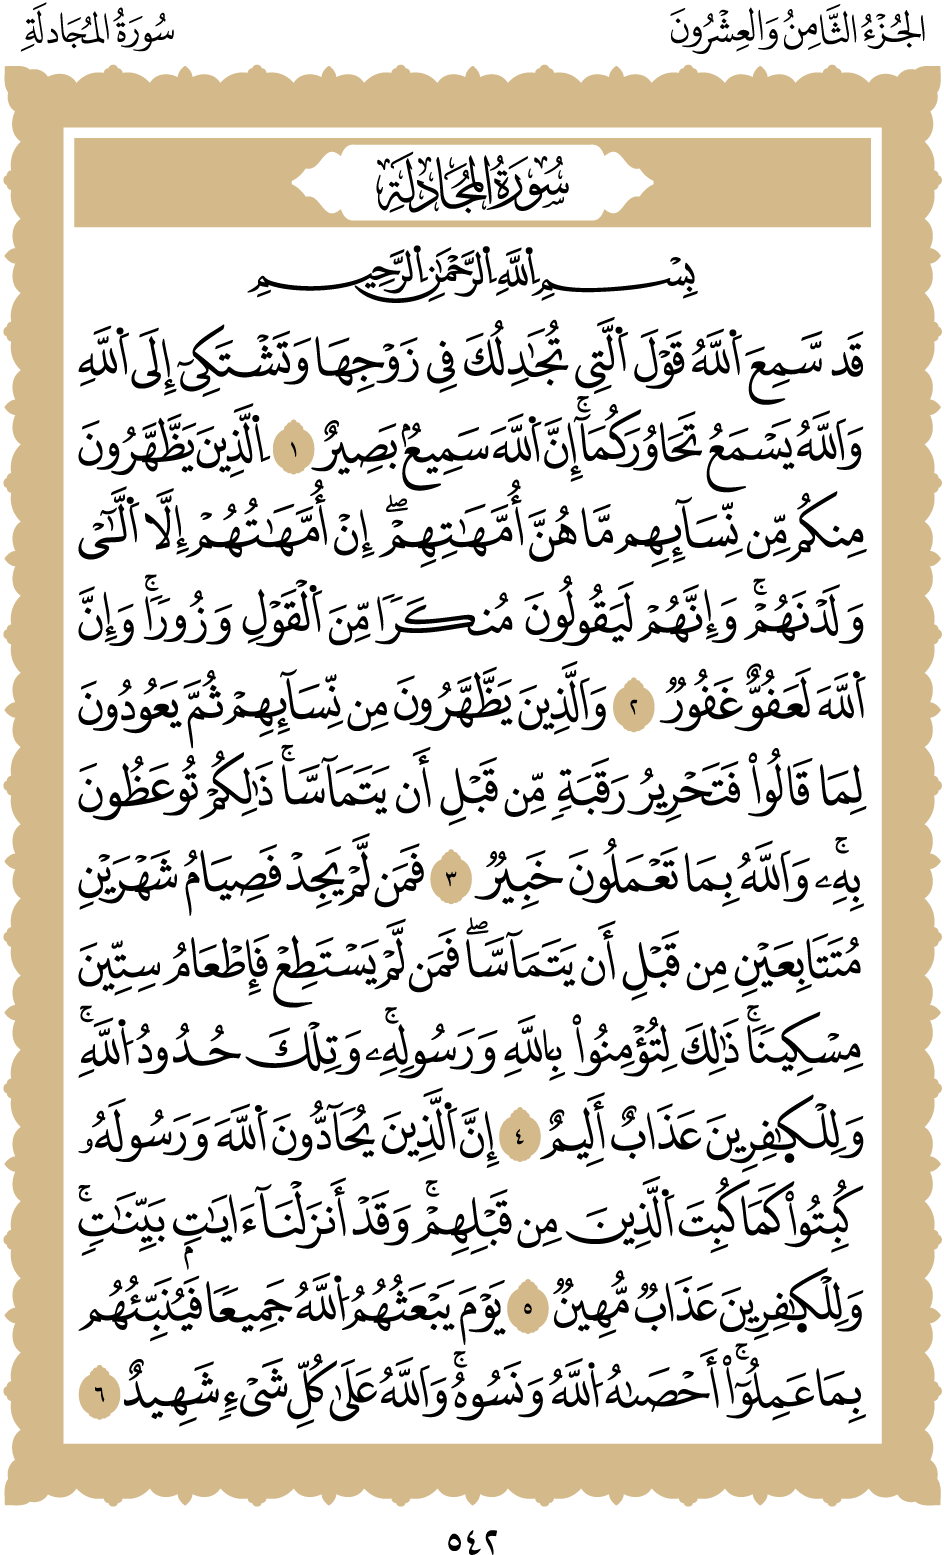 الجُزْءُ الثَّامِنُ وَالعِشْرُونَ
سُورَةُ المُجَادلَةِ
سُورَةُ المُجَادلَةِ
بِسْمِ ٱللَّهِ ٱلرَّحْمَٰنِ ٱلرَّحِيمِ
قَدْ سَمِعَ ٱللَّهُ قَوْلَ ٱلَّتِي تُجَٰدِلُكَ فِي زَوْجِهَا وَتَشْتَكِيٓ إِلَى ٱللَّهِ
وَٱللَّهُ يَسْمَعُ تَحَاوُرَكُمَآۚ إِنَّ ٱللَّهَ سَمِيعُۢ بَصِيرٌ ١ ٱلَّذِينَ يَظَّهَّرُونَ
مِنكُم مِّن نِّسَآئِهِم مَّا هُنَّ أُمَّهَٰتِهِمْۖ إِنْ أُمَّهَٰتُهُمْ إِلَّا ٱلَّٰٓـِٔى
وَلَدْنَهُمْۚ وَإِنَّهُمْ لَيَقُولُونَ مُنكَرٗا مِّنَ ٱلْقَوْلِ وَزُورٗاۚ وَإِنَّ
ٱللَّهَ لَعَفُوٌّ غَفُورٞ ٢ وَٱلَّذِينَ يَظَّهَّرُونَ مِن نِّسَآئِهِمْ ثُمَّ يَعُودُونَ
لِمَا قَالُواْ فَتَحْرِيرُ رَقَبَةٖ مِّن قَبْلِ أَن يَتَمَآسَّاۚ ذَٰلِكُمْ تُوعَظُونَ
بِهِۦۚ وَٱللَّهُ بِمَا تَعْمَلُونَ خَبِيرٞ ٣ فَمَن لَّمْ يَجِدْ فَصِيَامُ شَهْرَيْنِ
مُتَتَابِعَيْنِ مِن قَبْلِ أَن يَتَمَآسَّاۖ فَمَن لَّمْ يَسْتَطِعْ فَإِطْعَامُ سِتِّينَ
مِسْكِينٗاۚ ذَٰلِكَ لِتُؤْمِنُواْ بِٱللَّهِ وَرَسُولِهِۦۚ وَتِلْكَ حُدُودُ ٱللَّهِۗ
وَلِلْكَٰفِرِينَ عَذَابٌ أَلِيمٌ ٤ إِنَّ ٱلَّذِينَ يُحَآدُّونَ ٱللَّهَ وَرَسُولَهُۥ
كُبِتُواْ كَمَا كُبِتَ ٱلَّذِينَ مِن قَبْلِهِمْۚ وَقَدْ أَنزَلْنَآ ءَايَٰتِۭ بَيِّنَٰتٖۚ
وَلِلْكَٰفِرِينَ عَذَابٞ مُّهِينٞ ٥ يَوْمَ يَبْعَثُهُمُ ٱللَّهُ جَمِيعٗا فَيُنَبِّئُهُم
بِمَا عَمِلُوٓاْۚ أَحْصَىٰهُ ٱللَّهُ وَنَسُوهُۚ وَٱللَّهُ عَلَىٰ كُلِّ شَيْءٖ شَهِيدٌ ٦
٥٤٢